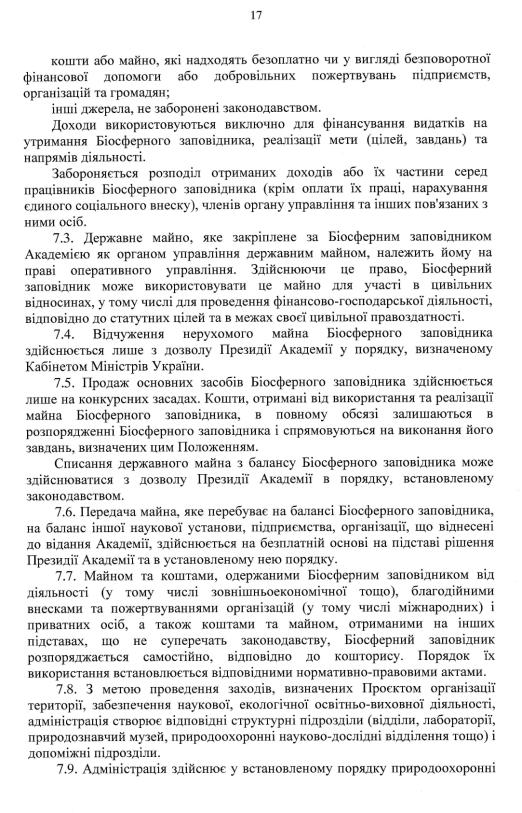 17
кошти або майно, які надходять безоплатно чи у вигляді безповоротної
фінансової допомоги або добровільних пожертвувань підприємств,
організацій та громадян;
інші джерела, не заборонені законодавством.
Доходи використовуються виключно для фінансування видатків на
утримання Біосферного заповідника, реалізації мети (цілей, завдань) та
напрямів діяльності.
Забороняється розподіл отриманих доходів або їх частини серед
працівників Біосферного заповідника (крім оплати їх праці, нарахування
єдиного соціального внеску), членів органу управління та інших пов'язаних з
ними осіб.
7.3. Державне майно, яке закріплене за Біосферним заповідником
Академією як органом управління державним майном, належить йому на
праві оперативного управління. Здійснюючи це право, Біосферний
заповідник може використовувати це майно для участі в цивільних
відносинах, у тому числі для проведення фінансово-господарської діяльності,
відповідно до статутних цілей та в межах своєї цивільної правоздатності.
7.4. Відчуження нерухомого майна Біосферного заповідника
здійснюється лише з дозволу Президії Академії у порядку, визначеному
Кабінетом Міністрів України.
7.5. Продаж основних засобів Біосферного заповідника здійснюється
лише на конкурсних засадах. Кошти, отримані від використання та реалізації
майна Біосферного заповідника, в повному обсязі залишаються в
розпорядженні Біосферного заповідника і спрямовуються на виконання його
завдань, визначених цим Положенням.
Списання державного майна з балансу Біосферного заповідника може
здійснюватися з дозволу Президії Академії в порядку, встановленому
законодавством.
7.6. Передача майна, яке перебуває на балансі Біосферного заповідника,
на баланс іншої наукової установи, підприємства, організації, що віднесені
до відання Академії, здійснюється на безплатній основі на підставі рішення
Президії Академії та в установленому нею порядку.
7.7. Майном та коштами, одержаними Біосферним заповідником від
діяльності (у тому числі зовнішньоекономічної тощо), благодійними
внесками та пожертвуваннями організацій (у тому числі міжнародних) і
приватних осіб, а також коштами та майном, отриманими на інших
підставах, що не суперечать законодавству, Біосферний заповідник
розпоряджається самостійно, відповідно до кошторису. Порядок їх
використання встановлюється відповідними нормативно-правовими актами.
7.8. З метою проведення заходів, визначених Проєктом організації
території, забезпечення наукової, екологічної освітньо-виховної діяльності,
адміністрація створює відповідні структурні підрозділи (відділи, лабораторії,
природознавчий музей, природоохоронні науково-дослідні відділення тощо) і
допоміжні підрозділи.
7.9. Адміністрація здійснює у встановленому порядку природоохоронні